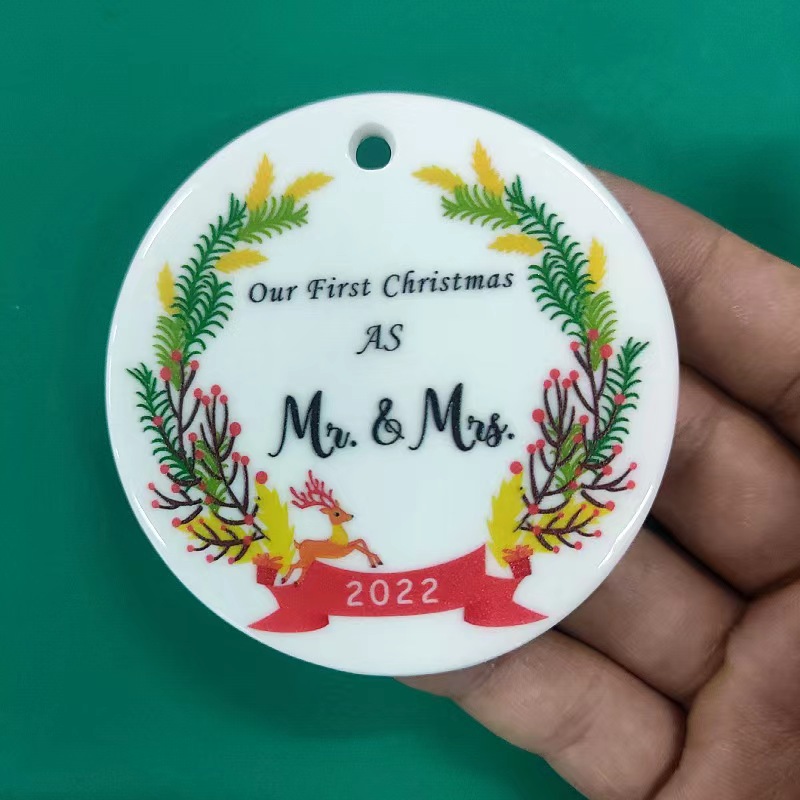 Our First Christmas
AS
Mr. & Mrs.
2022